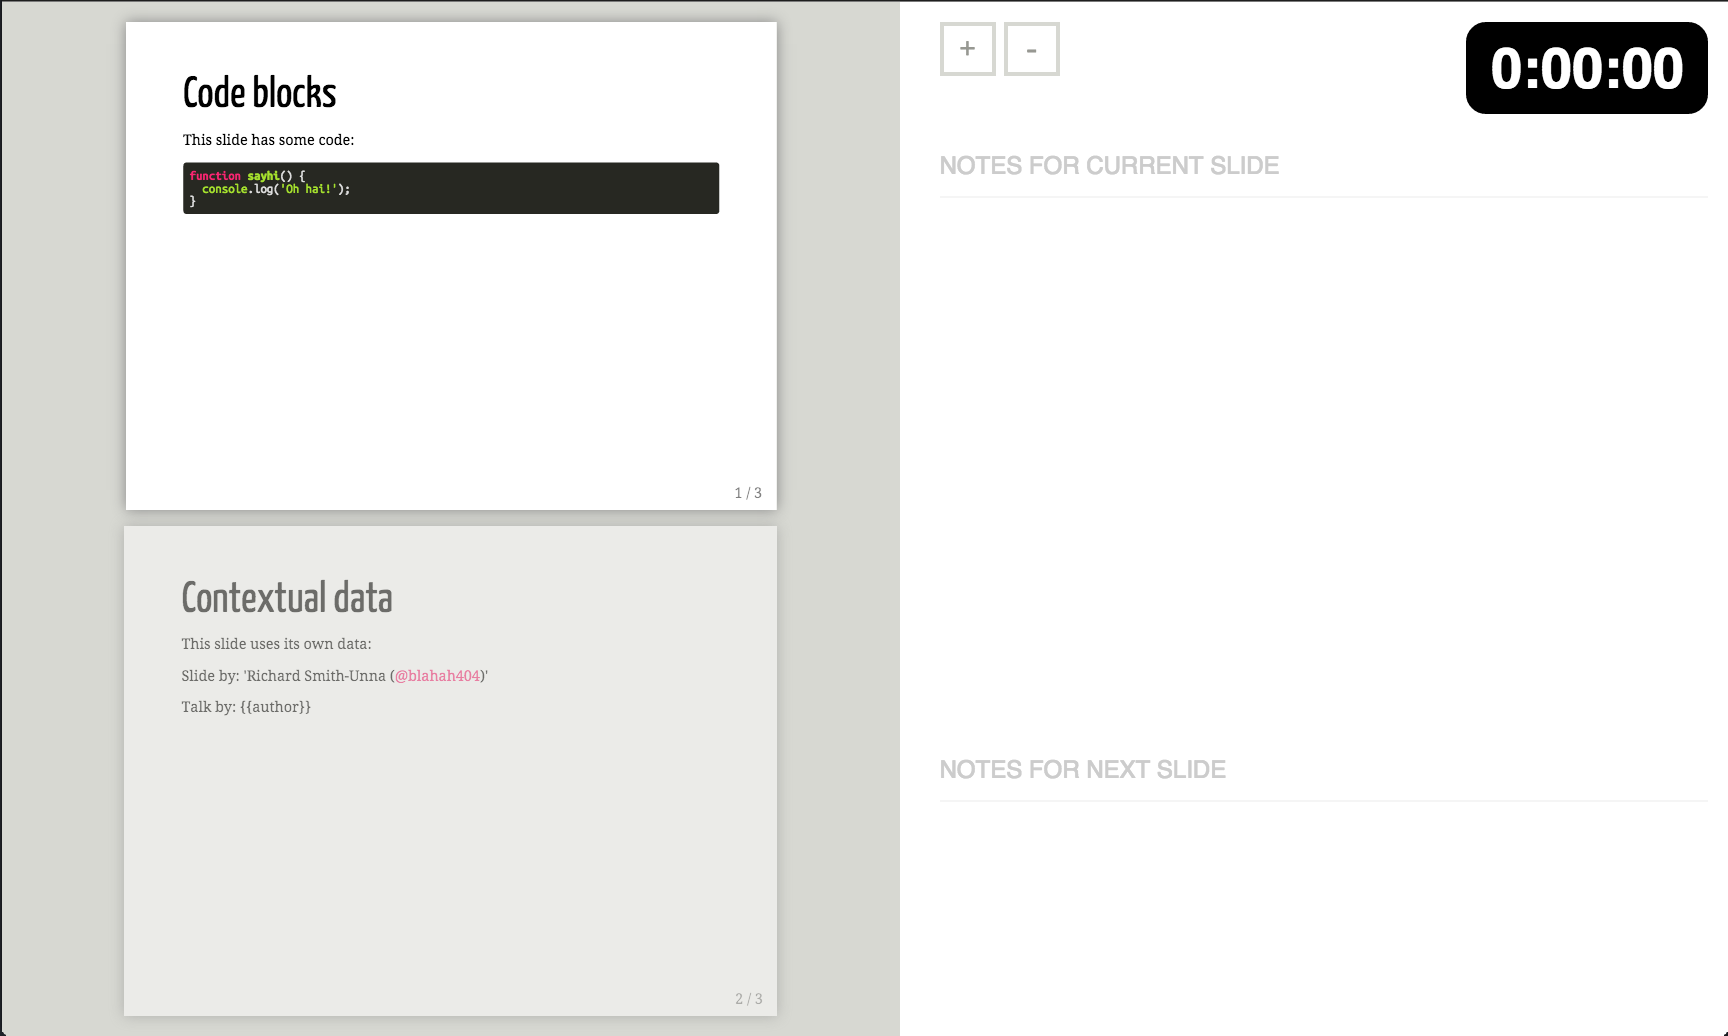 Code blocks
This slide has some code:
function sayhi() {
  console.log('Oh hai!');
}
1 / 3
Contextual data
This slide uses its own data:
Slide by: 'Richard Smith-Unna (@blahah404)'
Talk by: {{author}}
2 / 3
+ -
0:00:00
NOTES FOR CURRENT SLIDE
NOTES FOR NEXT SLIDE